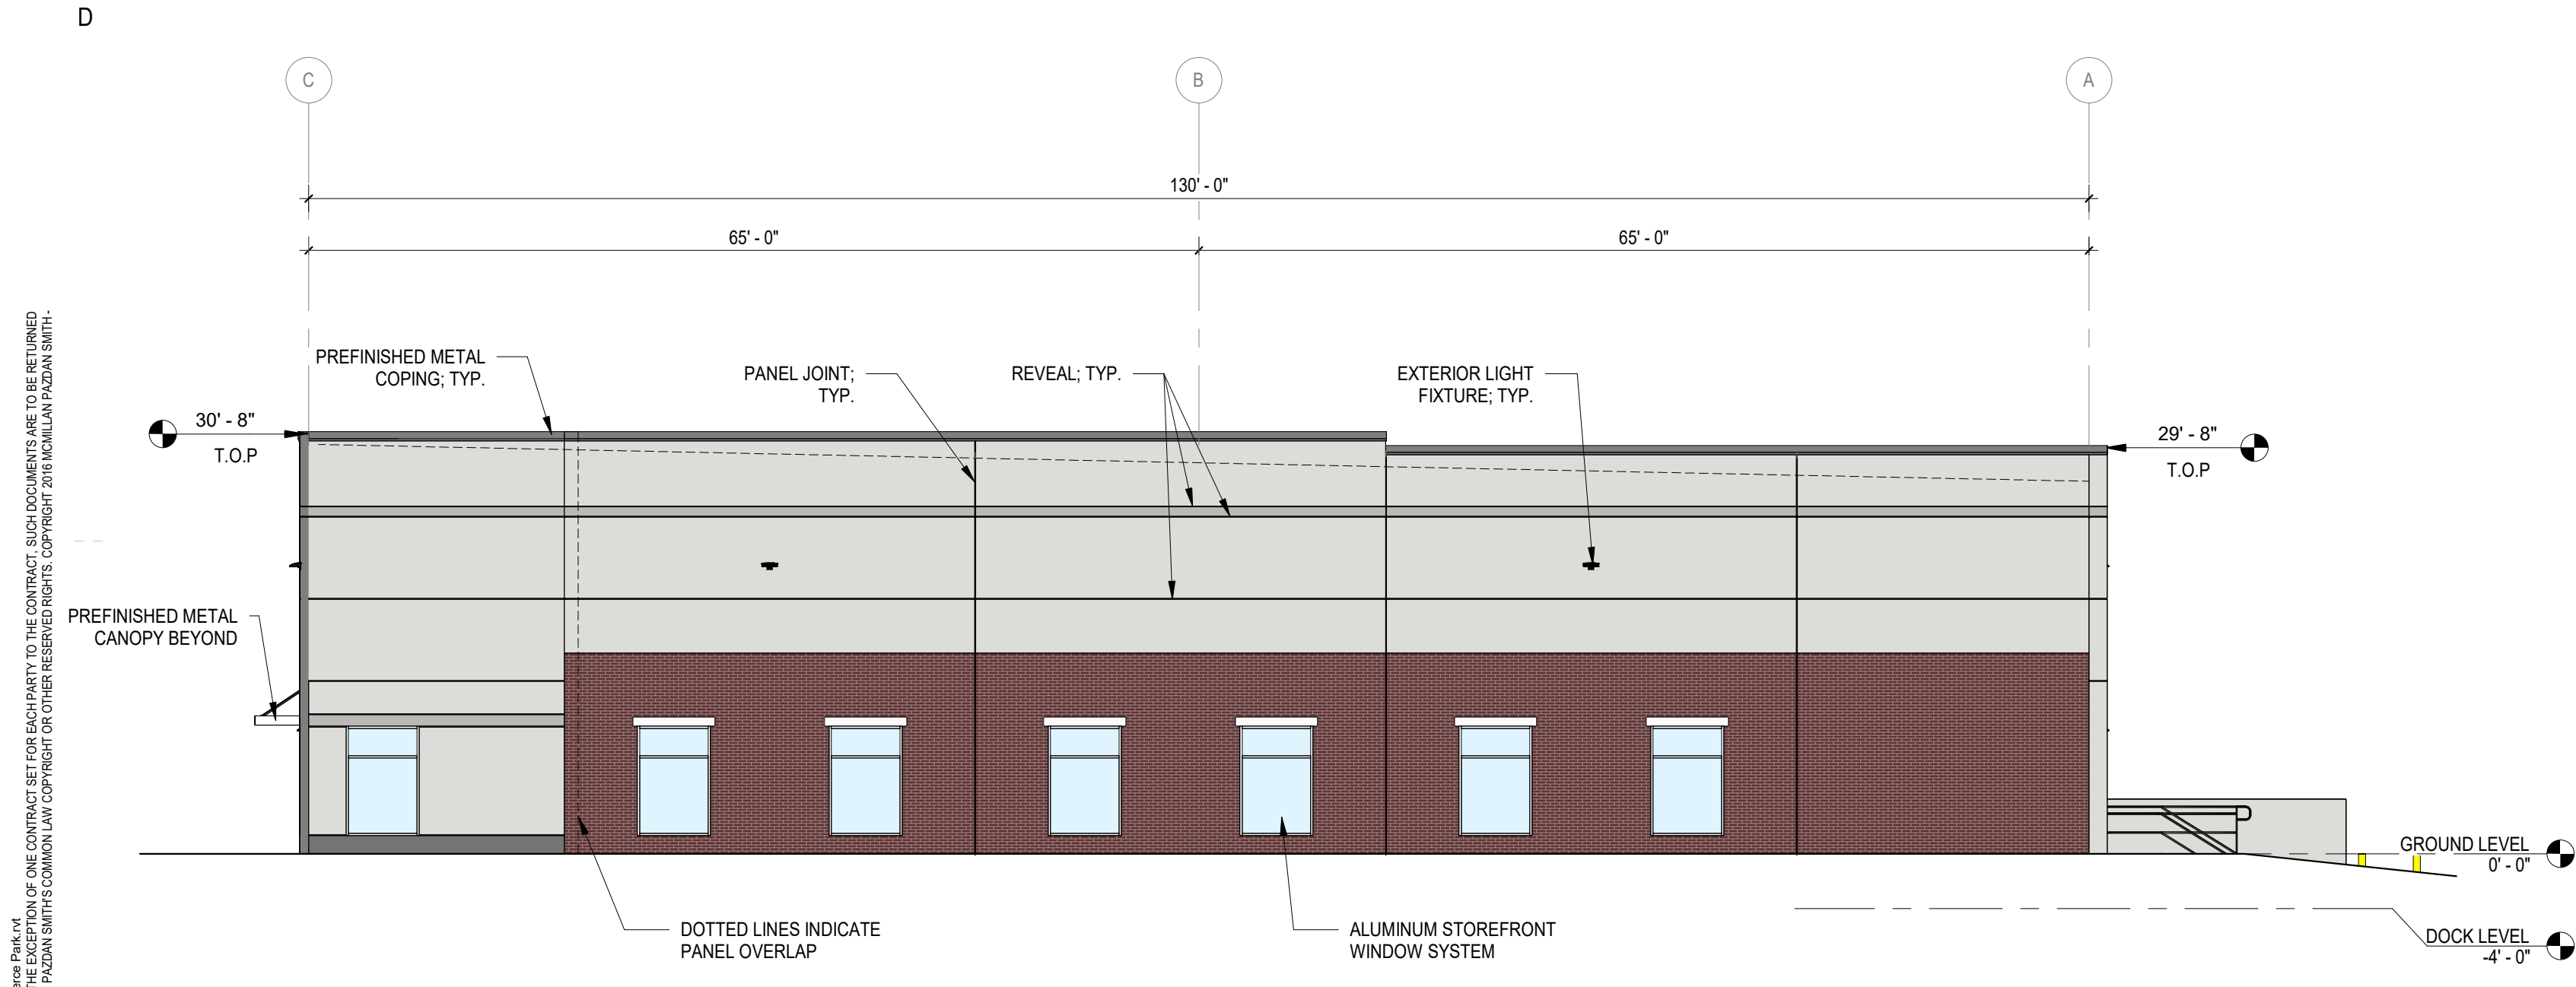 D
C
B
A
130' - 0"
65' - 0"
65' - 0"
PREFINISHED METAL
COPING; TYP.
PANEL JOINT;
TYP.
REVEAL; TYP.
EXTERIOR LIGHT
FIXTURE; TYP.
30' - 8"
T.O.P
29' - 8"
T.O.P
PREFINISHED METAL
CANOPY BEYOND
GROUND LEVEL
0' - 0"
DOTTED LINES INDICATE
PANEL OVERLAP
ALUMINUM STOREFRONT
WINDOW SYSTEM
DOCK LEVEL
-4' - 0"
erce Park.rvt
THE EXCEPTION OF ONE CONTRACT SET FOR EACH PARTY TO THE CONTRACT, SUCH DOCUMENTS ARE TO BE RETURNED
PAZDAN SMITH'S COMMON LAW COPYRIGHT OR OTHER RESERVED RIGHTS. COPYRIGHT 2016 MCMILLAN PAZDAN SMITH -